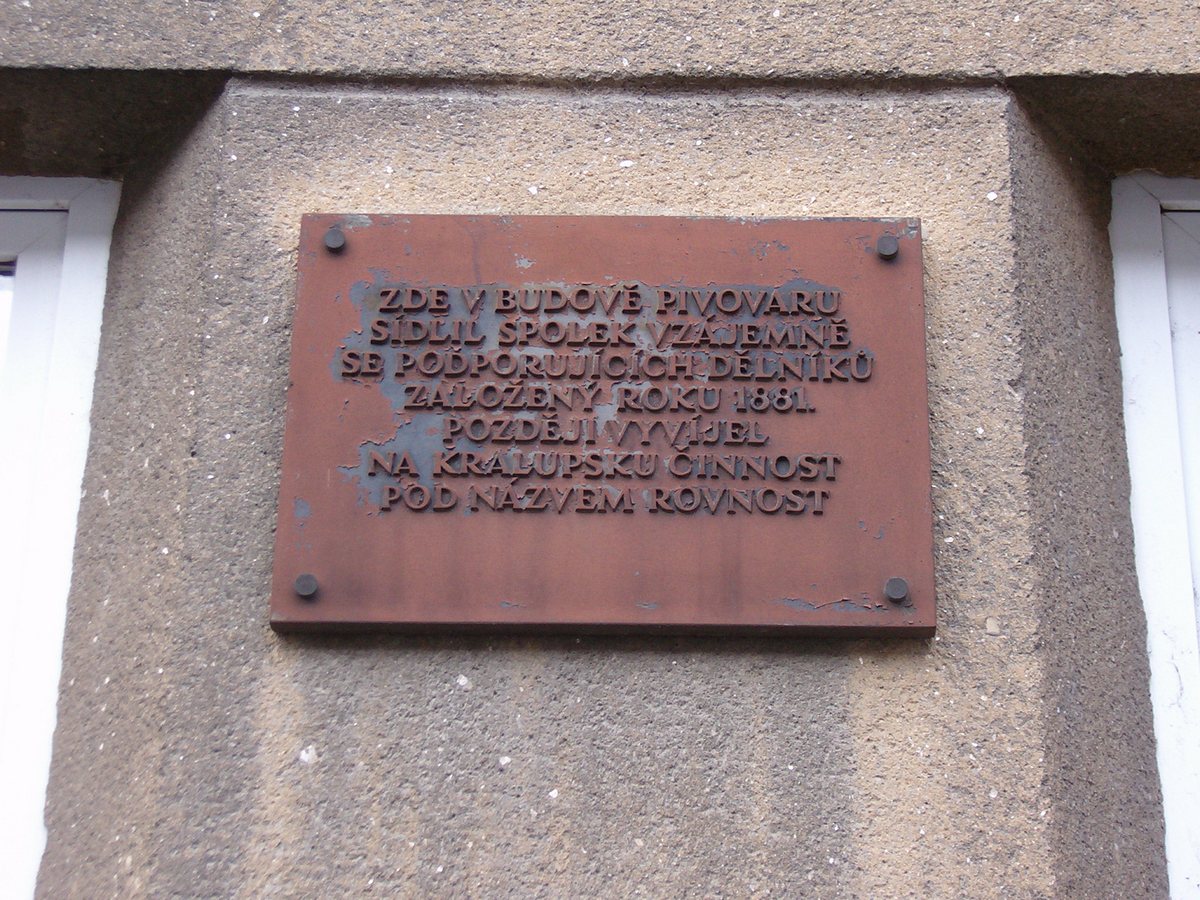 ZDE V BUDOVĚ PIVOVARU
SÍDLIL SPOLEK VZÁJEMNĚ
SE PODPORUJÍCÍCH DĚLNÍKŮ
ZALOŽENÝ ROKU 1881.
POZDĚJI VYVÍJEL
NA KRALUPSKU ČINNOST
POD NÁZVEM ROVNOST